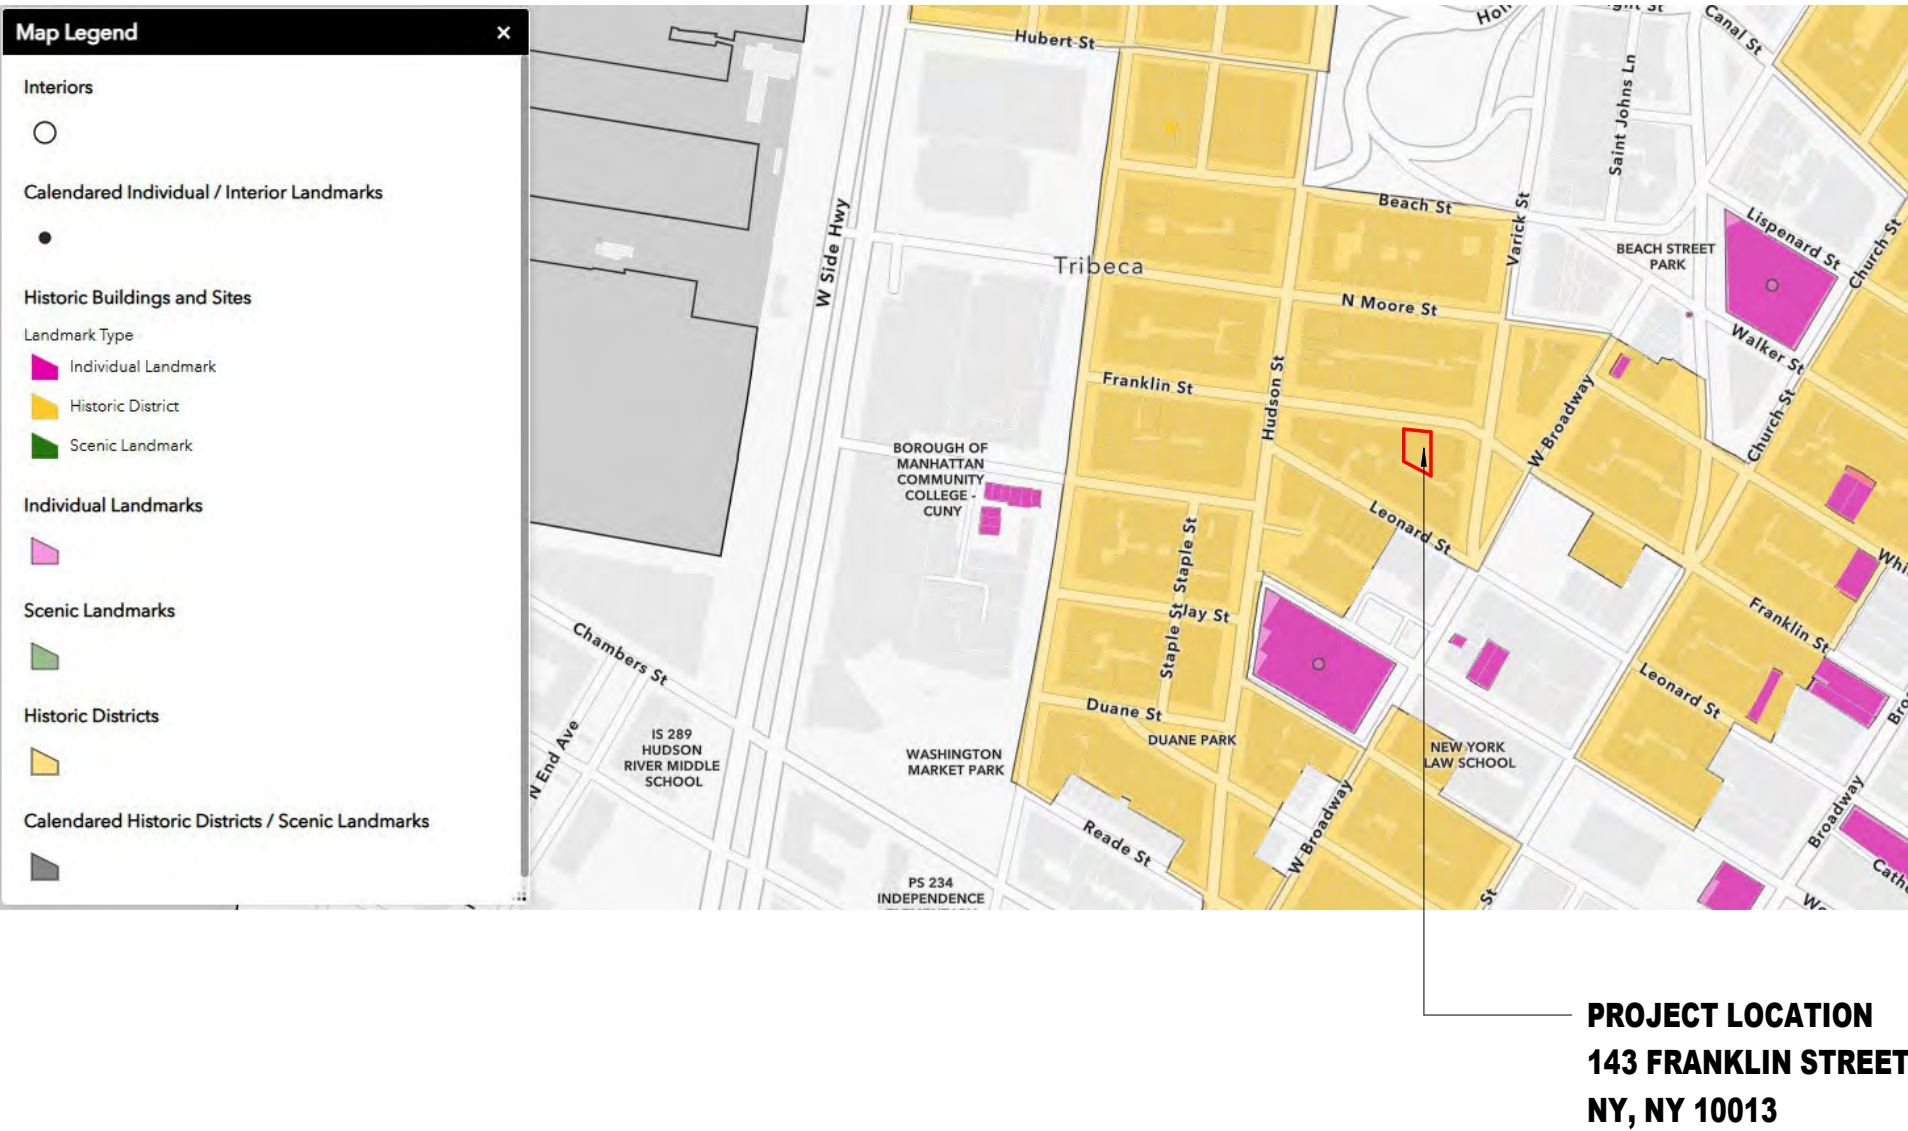 Map Legend
×
Interiors
Calendared Individual / Interior Landmarks
Historic Buildings and Sites
Landmark Type
Individual Landmark
Historic District
Scenic Landmark
Individual Landmarks
Scenic Landmarks
Historic Districts
Calendared Historic Districts / Scenic Landmarks
Hubert St
Canal St
Saint Johns Ln
Beach St
Varick St
W Side Hwy
Tribeca
BEACH STREET
PARK
Lispenard St
Church St
N Moore St
Walker St
Franklin St
Hudson St
W Broadway
Church St
BOROUGH OF
MANHATTAN
COMMUNITY
COLLEGE -
CUNY
Leonard St
Staple St
Staple St
Jay St
Franklin St
Chambers St
Leonard St
Duane St
DUANE PARK
N End Ave
IS 289
HUDSON
RIVER MIDDLE
SCHOOL
WASHINGTON
MARKET PARK
NEW YORK
LAW SCHOOL
W Broadway
Broadway
Reade St
PS 234
INDEPENDENCE
St
PROJECT LOCATION
143 FRANKLIN STREET
NY, NY 10013